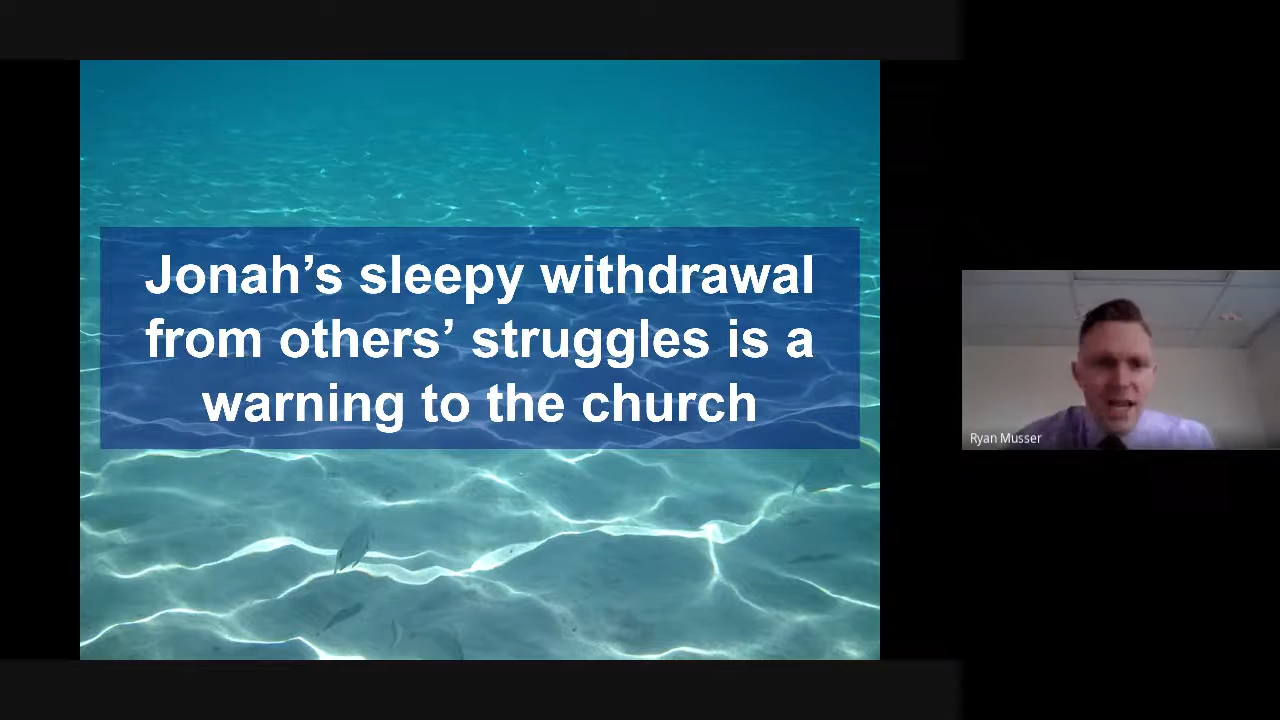 Jonah’s sleepy withdrawal
from others’ struggles is a
warning to the church
Ryan Musser